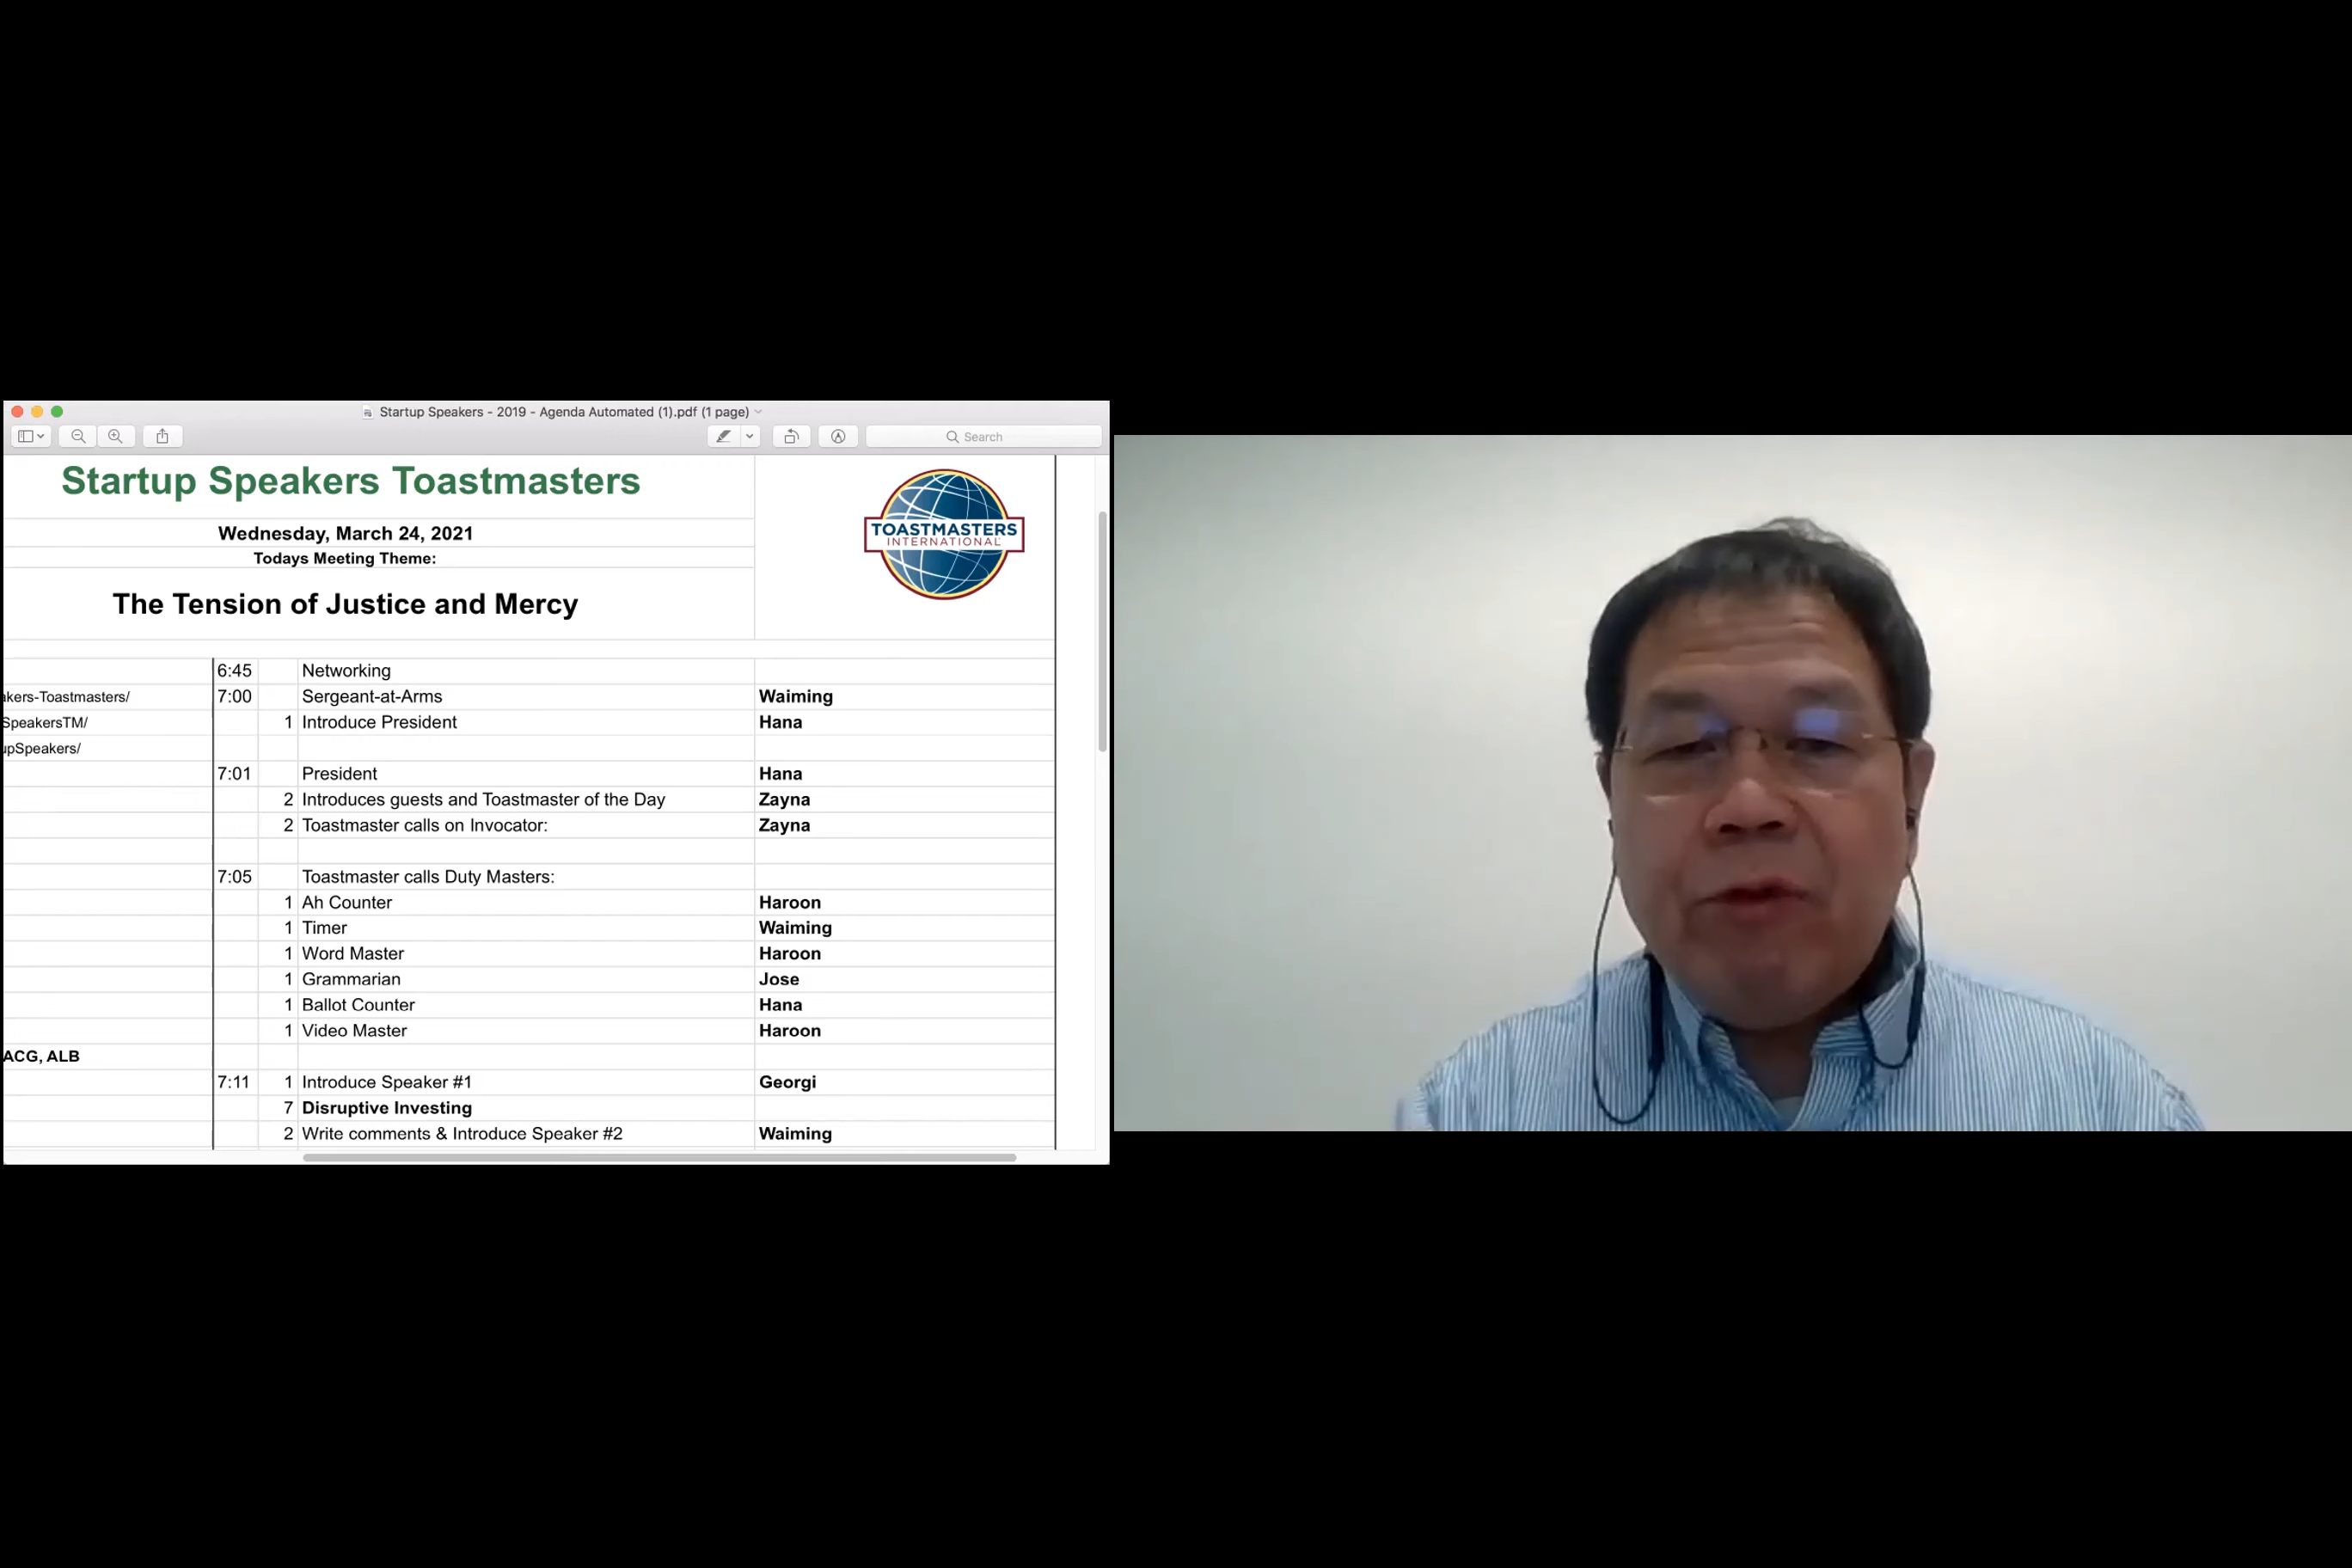 Startup Speakers - 2019 - Agenda Automated (1).pdf (1 page)
Search
Startup Speakers Toastmasters
TOASTMASTERS
INTERNATIONAL
Wednesday, March 24, 2021
Todays Meeting Theme:
The Tension of Justice and Mercy
6:45 Networking
akers-Toastmasters/ 7:00 Sergeant-at-Arms Waiming
SpeakersTM/ 1 Introduce President Hana
upSpeakers/
7:01 President Hana
2 Introduces guests and Toastmaster of the Day Zayna
2 Toastmaster calls on Invocator: Zayna
7:05 Toastmaster calls Duty Masters:
1 Ah Counter Haroon
1 Timer Waiming
1 Word Master Haroon
1 Grammarian Jose
1 Ballot Counter Hana
1 Video Master Haroon
ACG, ALB
7:11 1 Introduce Speaker #1 Georgi
7 Disruptive Investing
2 Write comments & Introduce Speaker #2 Waiming